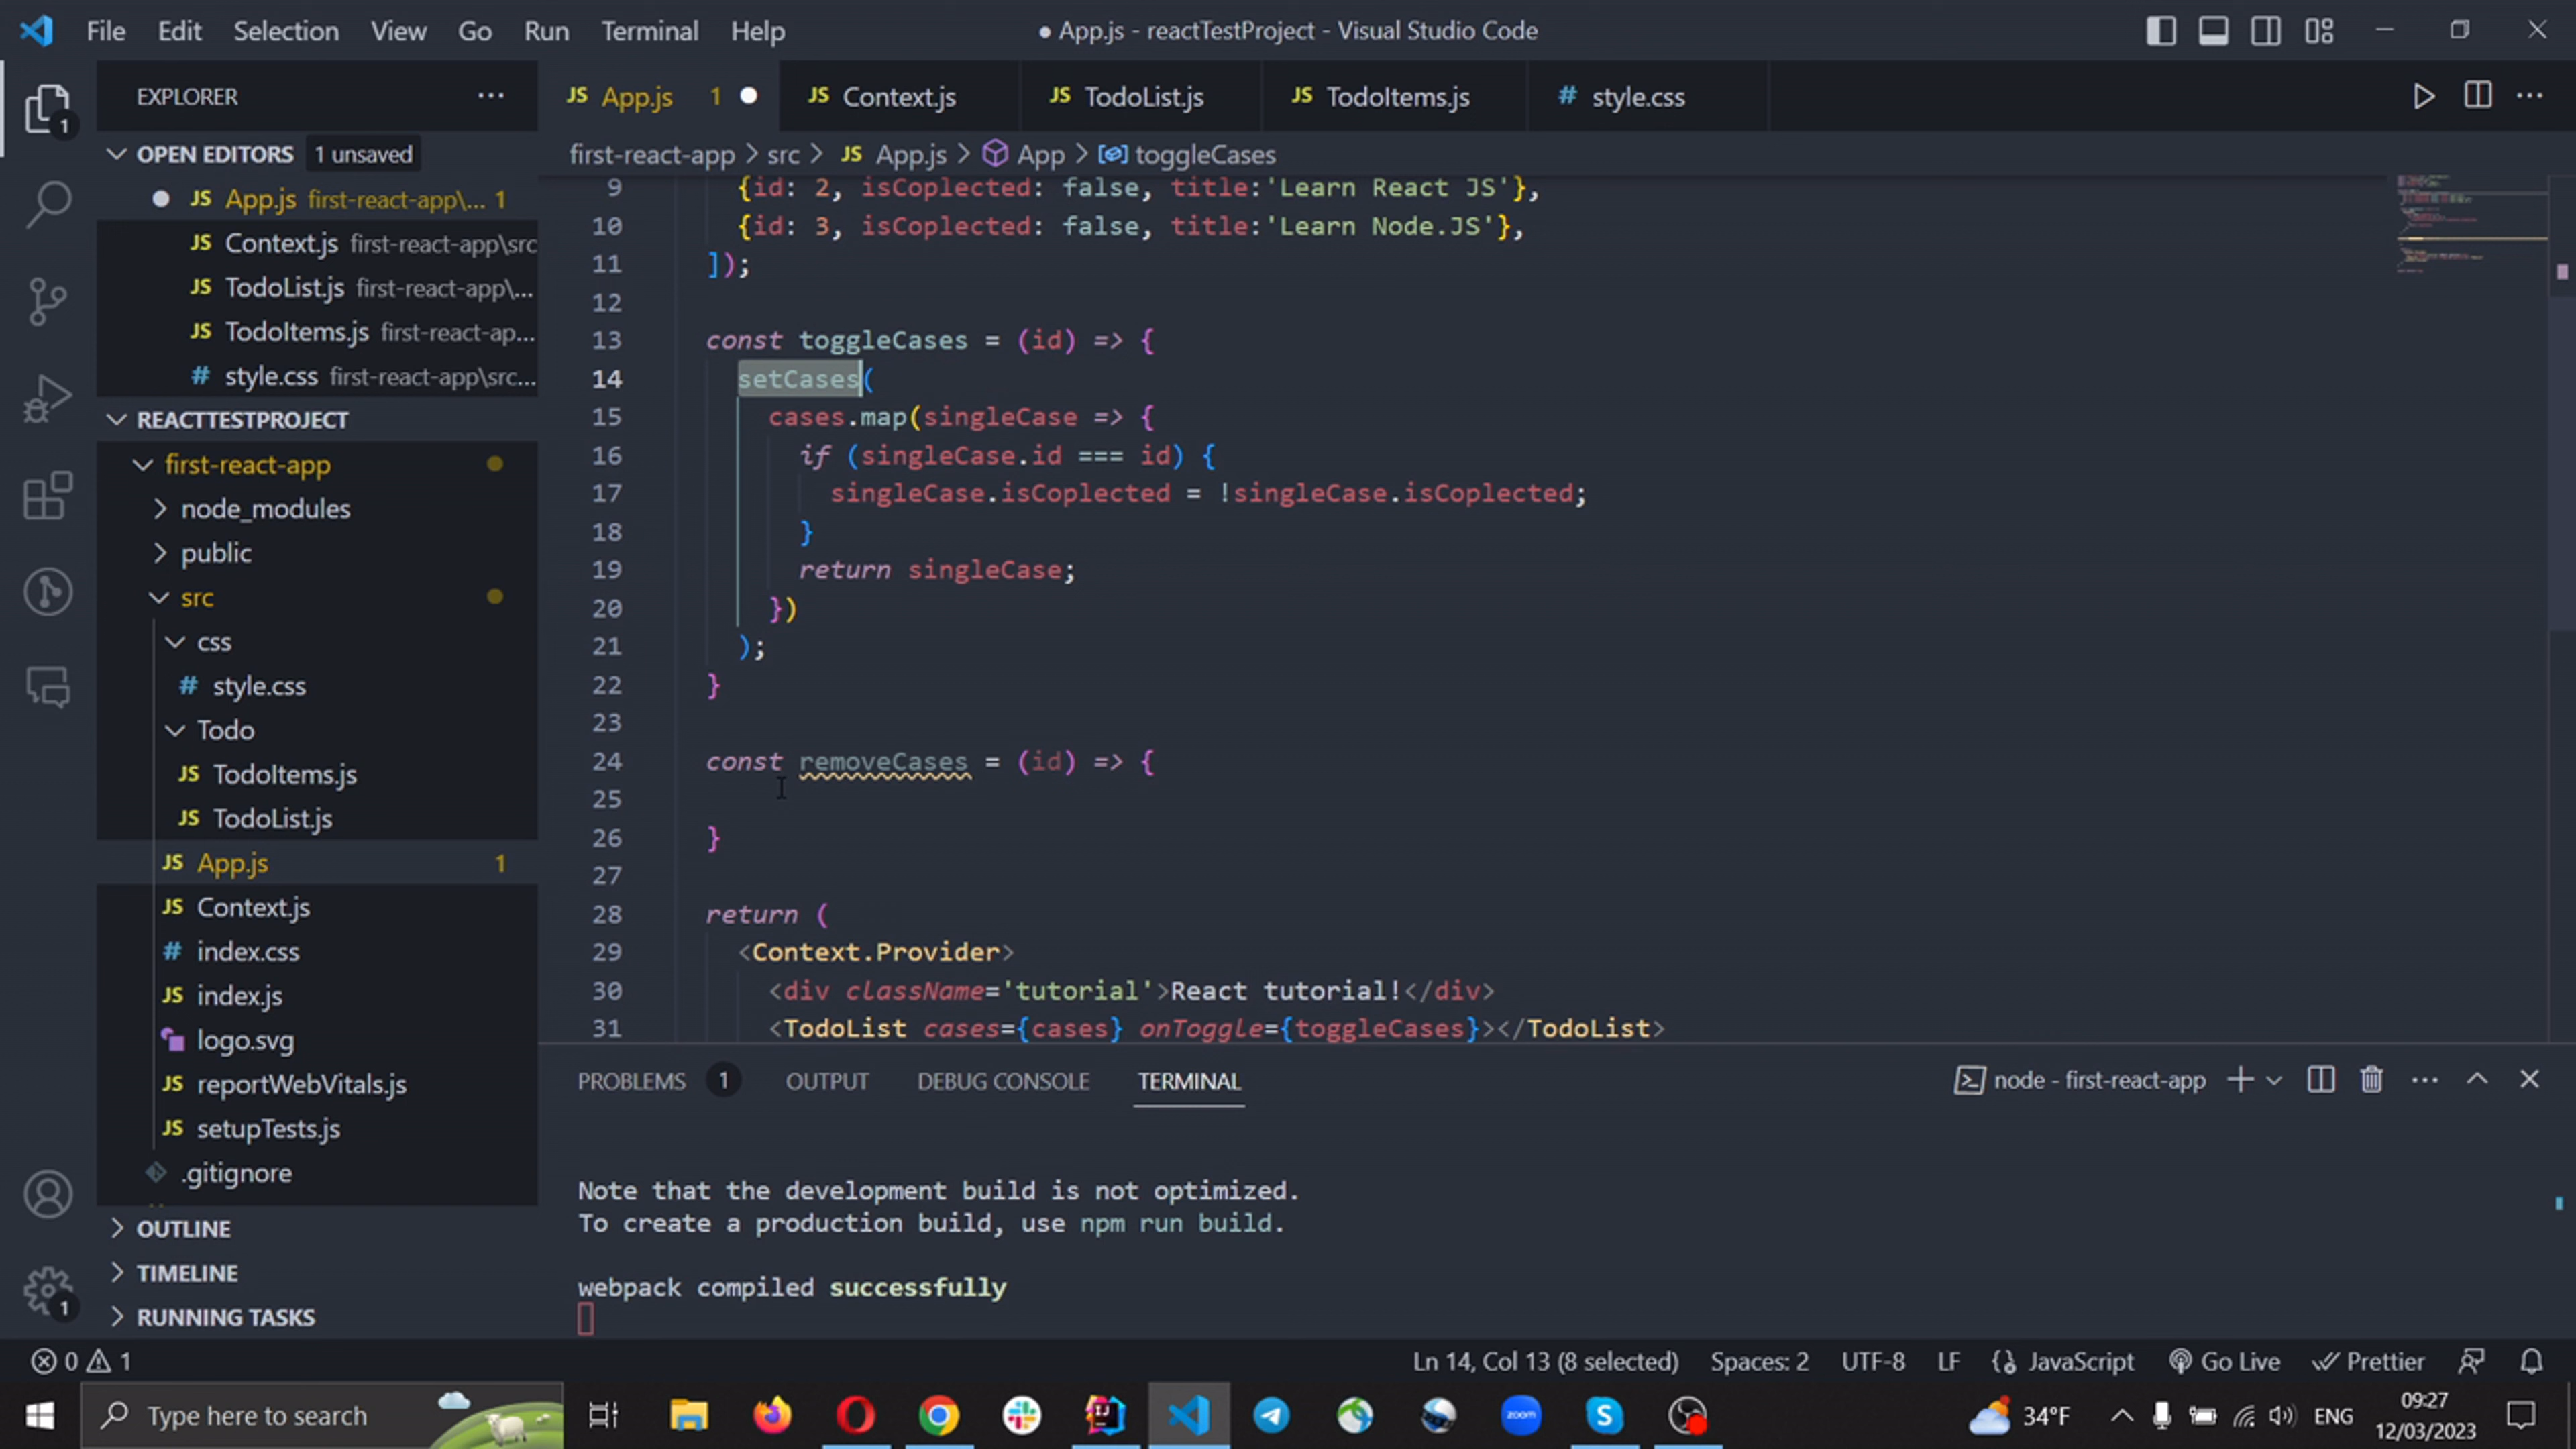 File Edit Selection View Go Run Terminal Help
● App.js - reactTestProject - Visual Studio Code
EXPLORER ...
1
OPEN EDITORS 1 unsaved
● JS App.js first-react-app\... 1
JS Context.js first-react-app\src
JS TodoList.js first-react-app\...
JS TodoItems.js first-react-ap...
# style.css first-react-app\src...
REACTTESTPROJECT
first-react-app
node_modules
public
src
css
# style.css
Todo
JS TodoItems.js
JS TodoList.js
JS App.js 1
JS Context.js
# index.css
JS index.js
logo.svg
JS reportWebVitals.js
JS setupTests.js
.gitignore
OUTLINE
TIMELINE
RUNNING TASKS
1
JS App.js 1 ● JS Context.js JS TodoList.js JS TodoItems.js # style.css
first-react-app > src > JS App.js > App > toggleCases
9 {id: 2, isCoplected: false, title:'Learn React JS'},
10 {id: 3, isCoplected: false, title:'Learn Node.JS'},
11 ]);
12
13 const toggleCases = (id) => {
14 setCases(
15 cases.map(singleCase => {
16 if (singleCase.id === id) {
17 singleCase.isCoplected = !singleCase.isCoplected;
18 }
19 return singleCase;
20 })
21 );
22 }
23
24 const removeCases = (id) => {
25
26 }
27
28 return (
29 <Context.Provider>
30 <div className='tutorial'>React tutorial!</div>
31 <TodoList cases={cases} onToggle={toggleCases}></TodoList>
PROBLEMS 1 OUTPUT DEBUG CONSOLE TERMINAL
node - first-react-app
Note that the development build is not optimized.
To create a production build, use npm run build.
webpack compiled successfully
0 1
Ln 14, Col 13 (8 selected) Spaces: 2 UTF-8 LF JavaScript Go Live Prettier
Type here to search
zoom
34°F
ENG
09:27
12/03/2023